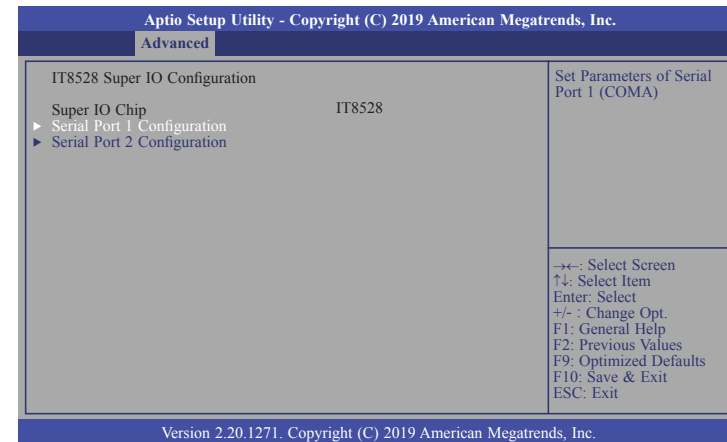 Aptio Setup Utility - Copyright (C) 2019 American Megatrends, Inc.
Advanced
IT8528 Super IO Configuration
Super IO Chip IT8528
► Serial Port 1 Configuration
► Serial Port 2 Configuration
Set Parameters of Serial
Port 1 (COMA)
→←: Select Screen
↑↓: Select Item
Enter: Select
+/- : Change Opt.
F1: General Help
F2: Previous Values
F9: Optimized Defaults
F10: Save & Exit
ESC: Exit
Version 2.20.1271. Copyright (C) 2019 American Megatrends, Inc.